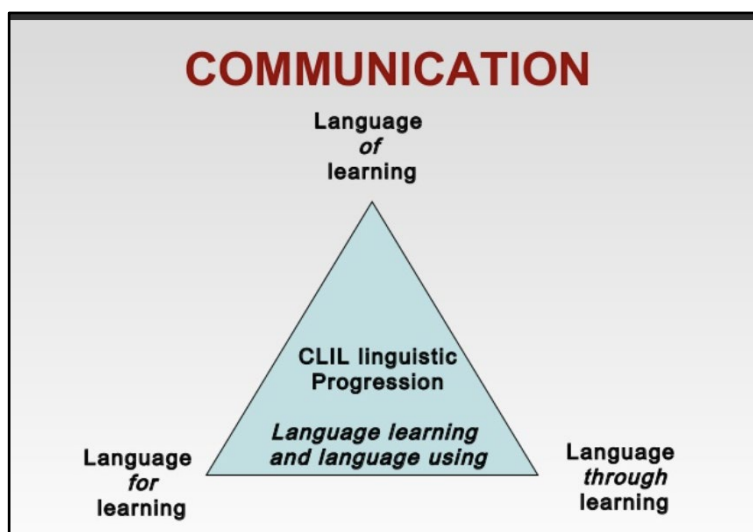 COMMUNICATION
Language
of
learning
CLIL linguistic
Progression
Language learning
and language using
Language
for
learning
Language
through
learning